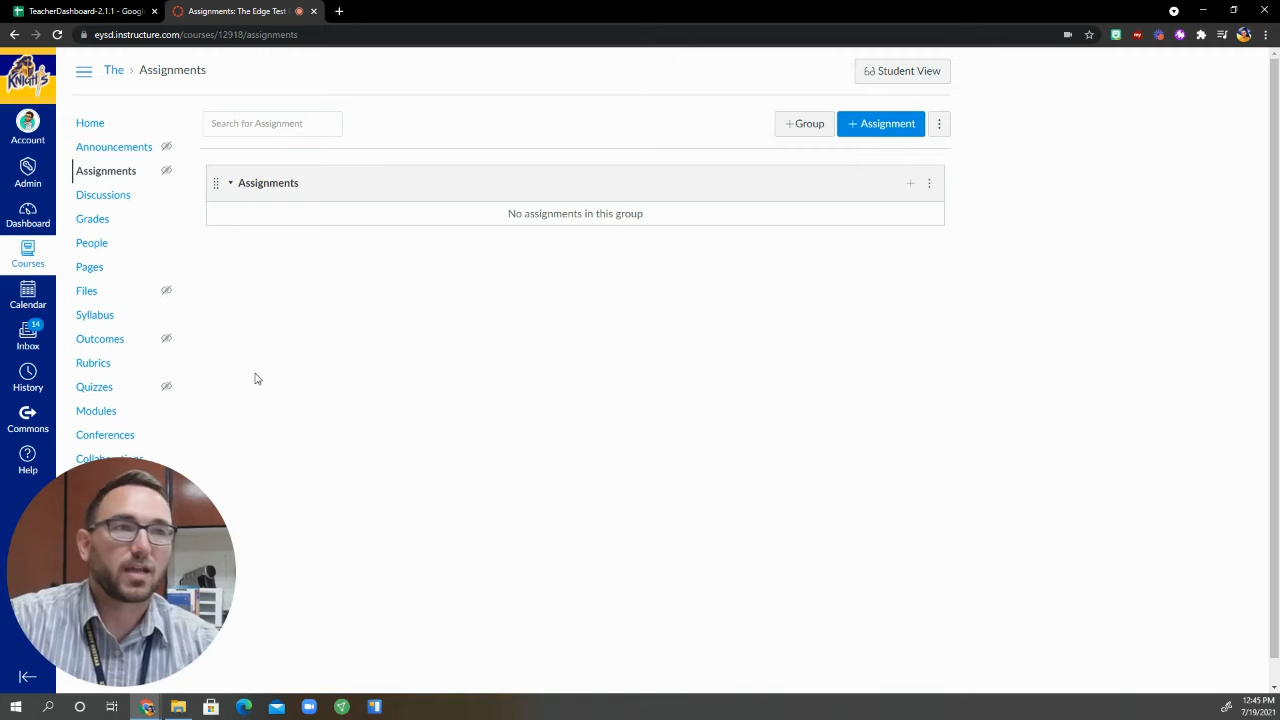 TeacherDashboard-2.1.1 - Googl
Assignments: The Edge Test
eysd.instructure.com/courses/12918/assignments
KNIGHTS
The › Assignments
Student View
Account
Admin
Dashboard
Courses
Calendar
14
Inbox
History
Commons
Help
Home
Announcements
Assignments
Discussions
Grades
People
Pages
Files
Syllabus
Outcomes
Rubrics
Quizzes
Modules
Conferences
Collaborations
Search for Assignment
+Group
+ Assignment
Assignments
No assignments in this group
12:45 PM
7/19/2021